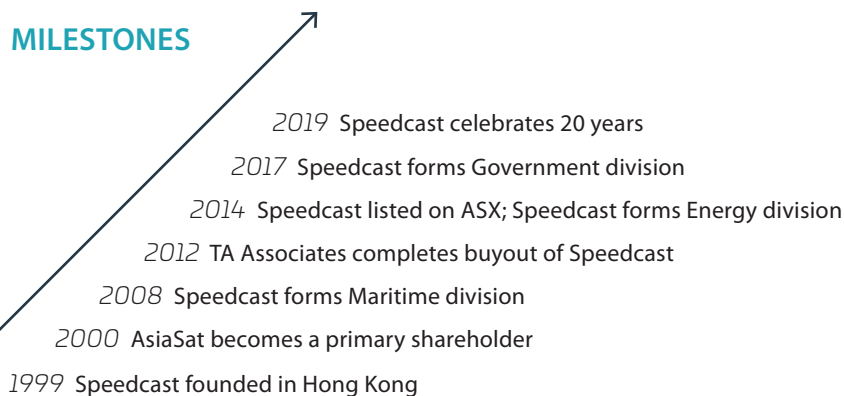 MILESTONES
2019 Speedcast celebrates 20 years
2017 Speedcast forms Government division
2014 Speedcast listed on ASX; Speedcast forms Energy division
2012 TA Associates completes buyout of Speedcast
2008 Speedcast forms Maritime division
2000 AsiaSat becomes a primary shareholder
1999 Speedcast founded in Hong Kong